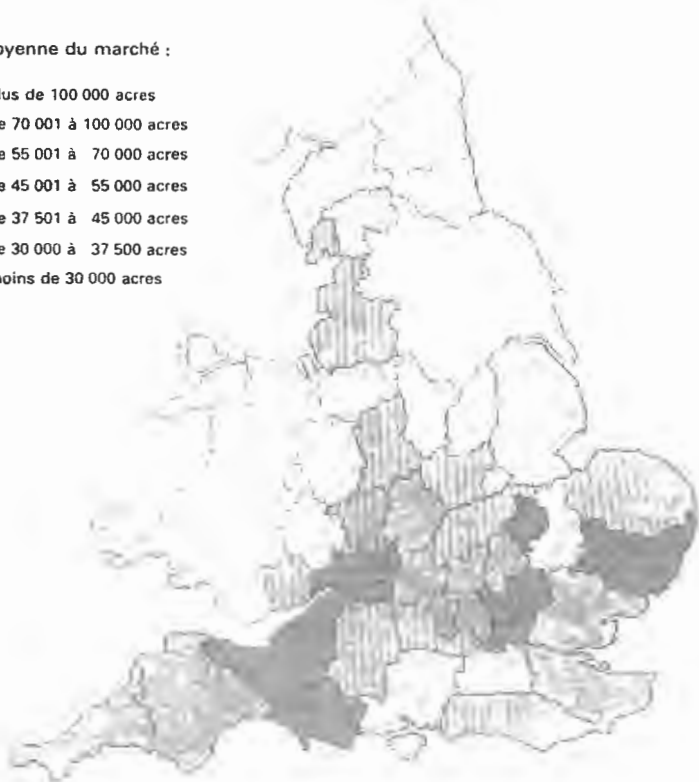 oyenne du marché :
lus de 100 000 acres
e 70 001 à 100 000 acres
e 55 001 à 70 000 acres
e 45 001 à 55 000 acres
e 37 501 à 45 000 acres
e 30 000 à 37 500 acres
oins de 30 000 acres